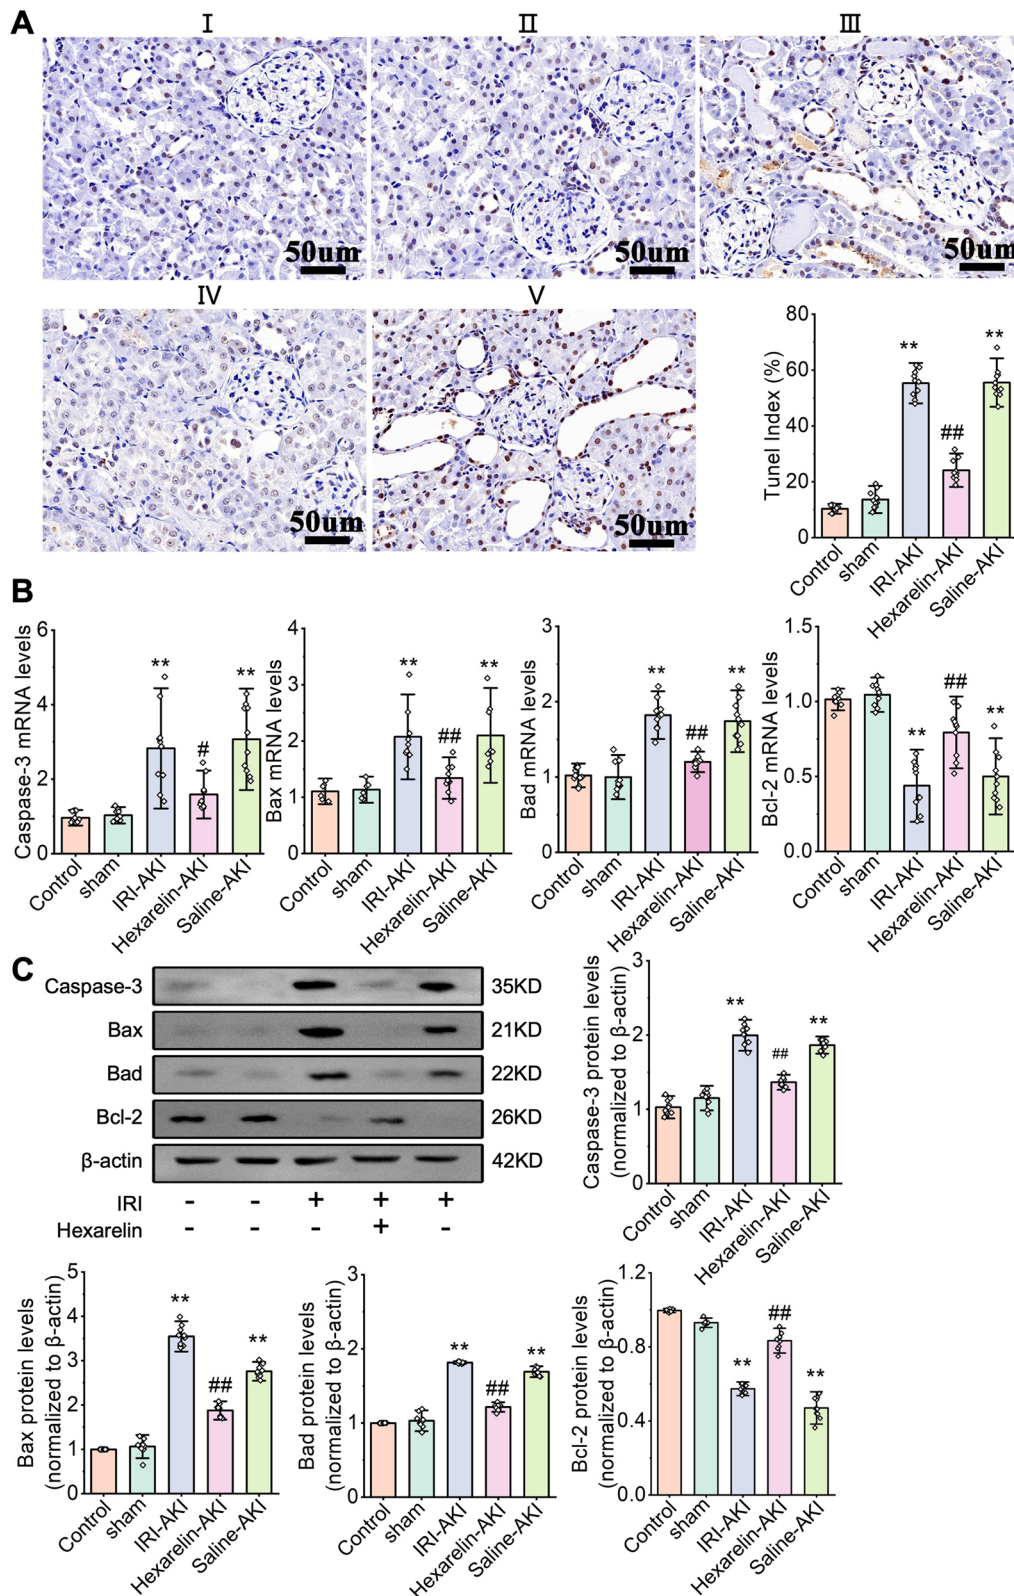 A
Ⅰ
Ⅱ
Ⅲ
50um
50um
50um
Ⅳ
Ⅴ
50um
50um
Tunel Index (%)
80
60
40
20
0
**
##
**
Control
sham
IRI-AKI
Hexarelin-AKI
Saline-AKI
B
Caspase-3 mRNA levels
6
4
2
0
**
#
**
Control
sham
IRI-AKI
Hexarelin-AKI
Saline-AKI
Bax mRNA levels
4
3
2
1
0
**
##
**
Control
sham
IRI-AKI
Hexarelin-AKI
Saline-AKI
Bad mRNA levels
3
2
1
0
**
##
**
Control
sham
IRI-AKI
Hexarelin-AKI
Saline-AKI
Bcl-2 mRNA levels
1.5
1.0
0.5
0.0
**
##
**
Control
sham
IRI-AKI
Hexarelin-AKI
Saline-AKI
C
Caspase-3 35KD
Bax 21KD
Bad 22KD
Bcl-2 26KD
β-actin 42KD
IRI - - + + +
Hexarelin - - - + -
Caspase-3 protein levels
(normalized to β-actin)
3
2
1
0
**
##
**
Control
sham
IRI-AKI
Hexarelin-AKI
Saline-AKI
Bax protein levels
(normalized to β-actin)
5
4
3
2
1
0
**
##
**
Control
sham
IRI-AKI
Hexarelin-AKI
Saline-AKI
Bad protein levels
(normalized to β-actin)
3
2
1
0
**
##
**
Control
sham
IRI-AKI
Hexarelin-AKI
Saline-AKI
Bcl-2 protein levels
(normalized to β-actin)
1.2
0.8
0.4
0.0
**
##
**
Control
sham
IRI-AKI
Hexarelin-AKI
Saline-AKI